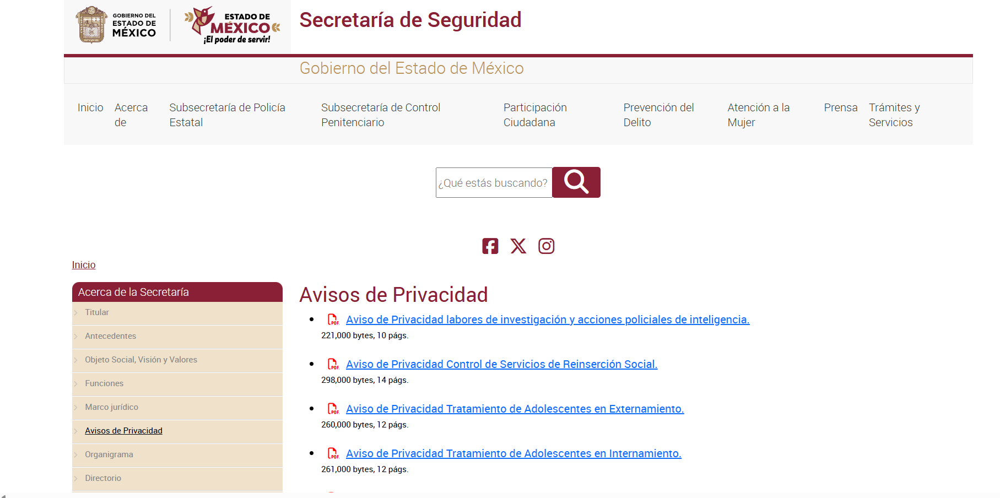 GOBIERNO DEL
ESTADO DE
MÉXICO
ESTADO DE
MÉXICO
¡El poder de servir!
Secretaría de Seguridad
Gobierno del Estado de México
Inicio
Acerca de
Subsecretaría de Policía Estatal
Subsecretaría de Control Penitenciario
Participación Ciudadana
Prevención del Delito
Atención a la Mujer
Prensa
Trámites y Servicios
¿Qué estás buscando?
Inicio
Acerca de la Secretaría
Titular
Antecedentes
Objeto Social, Visión y Valores
Funciones
Marco jurídico
Avisos de Privacidad
Organigrama
Directorio
Avisos de Privacidad
PDF Aviso de Privacidad labores de investigación y acciones policiales de inteligencia.
221,000 bytes, 10 págs.
PDF Aviso de Privacidad Control de Servicios de Reinserción Social.
298,000 bytes, 14 págs.
PDF Aviso de Privacidad Tratamiento de Adolescentes en Externamiento.
260,000 bytes, 12 págs.
PDF Aviso de Privacidad Tratamiento de Adolescentes en Internamiento.
261,000 bytes, 12 págs.